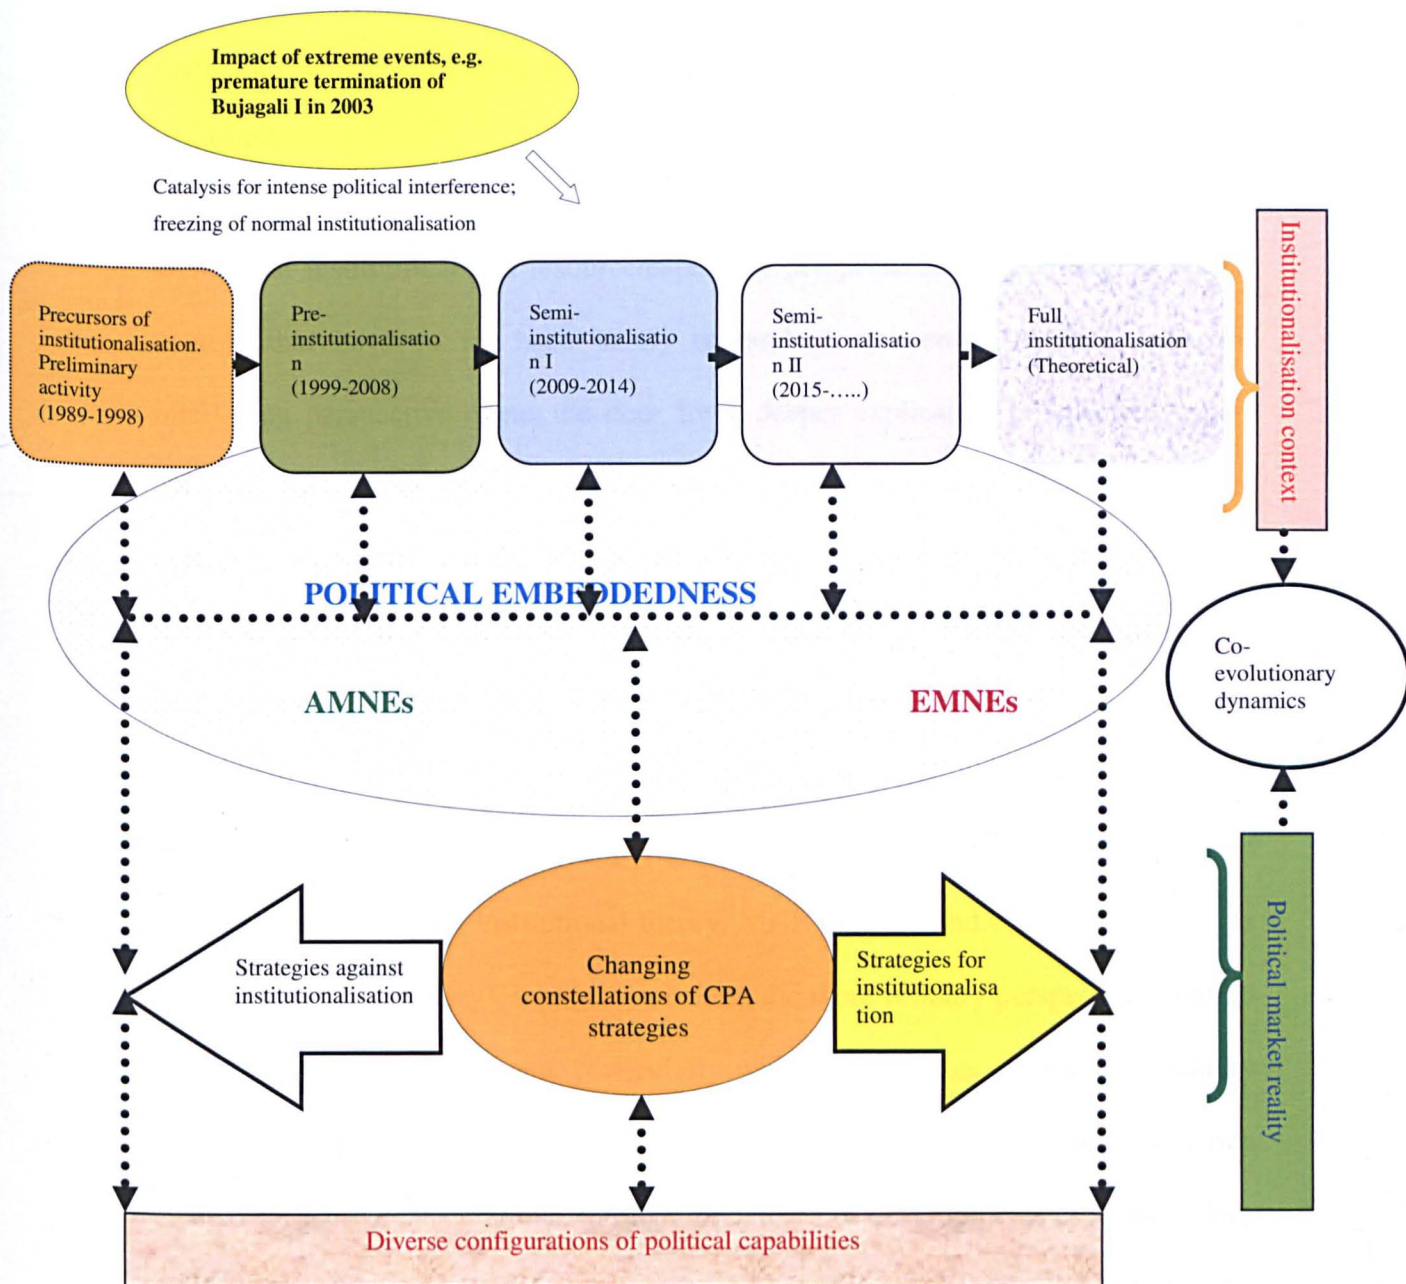 Impact of extreme events, e.g.
premature termination of
Bujagali I in 2003
Catalysis for intense political interference;
freezing of normal institutionalisation
Precursors of
institutionalisation.
Preliminary
activity
(1989-1998)
Pre-
institutionalisatio
n
(1999-2008)
Semi-
institutionalisatio
n I
(2009-2014)
Semi-
institutionalisatio
n II
(2015-…..)
Full
institutionalisation
(Theoretical)
Institutionalisation context
POLITICAL EMBEDDEDNESS
AMNEs
EMNEs
Co-
evolutionary
dynamics
Strategies against
institutionalisation
Changing
constellations of CPA
strategies
Strategies for
institutionalisa
tion
Political market reality
Diverse configurations of political capabilities